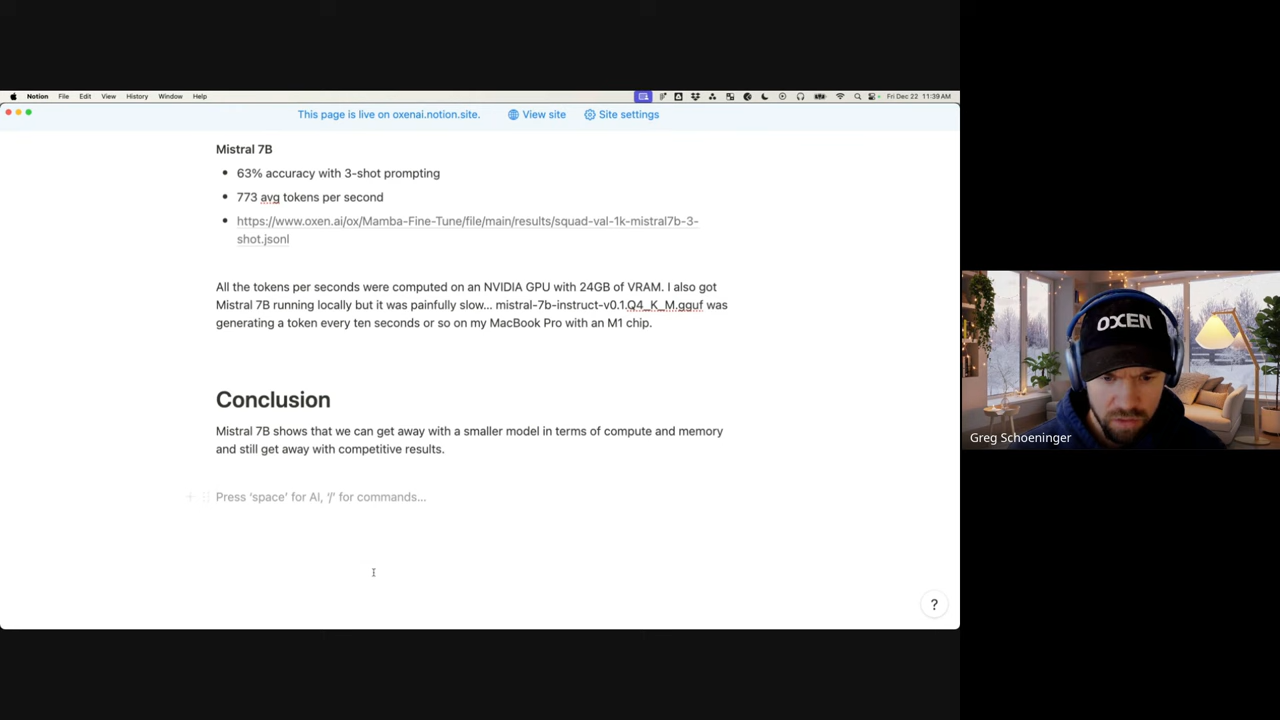 Notion File Edit View History Window Help Fri Dec 22 11:39 AM
This page is live on oxenai.notion.site. View site Site settings
Mistral 7B
• 63% accuracy with 3-shot prompting
• 773 avg tokens per second
• https://www.oxen.ai/ox/Mamba-Fine-Tune/file/main/results/squad-val-1k-mistral7b-3-
shot.jsonl
All the tokens per seconds were computed on an NVIDIA GPU with 24GB of VRAM. I also got
Mistral 7B running locally but it was painfully slow... mistral-7b-instruct-v0.1.Q4_K_M.gguf was
generating a token every ten seconds or so on my MacBook Pro with an M1 chip.
Conclusion
Mistral 7B shows that we can get away with a smaller model in terms of compute and memory
and still get away with competitive results.
Press ‘space’ for AI, ‘/’ for commands...
?
OXEN
Greg Schoeninger